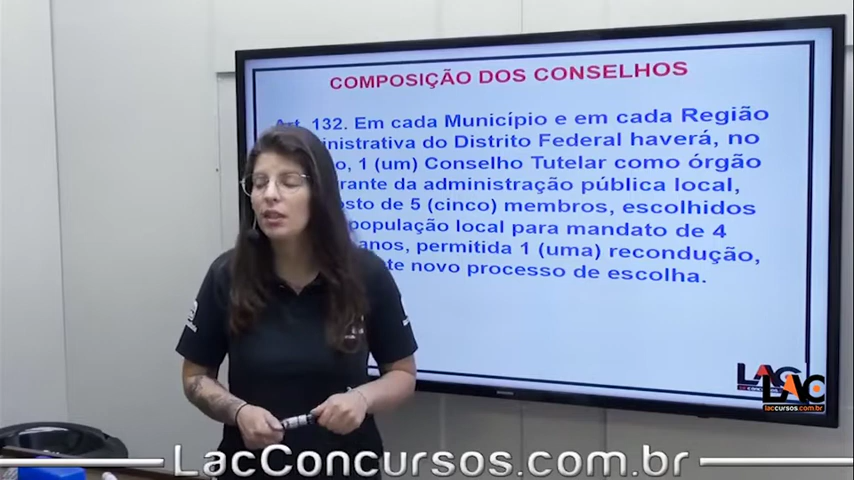 COMPOSIÇÃO DOS CONSELHOS
Art. 132. Em cada Município e em cada Região
inistrativa do Distrito Federal haverá, no
o, 1 (um) Conselho Tutelar como órgão
rante da administração pública local,
sto de 5 (cinco) membros, escolhidos
população local para mandato de 4
anos, permitida 1 (uma) recondução,
te novo processo de escolha.
LAC
LAC
lacconcursos.com.br
LacConcursos.com.br